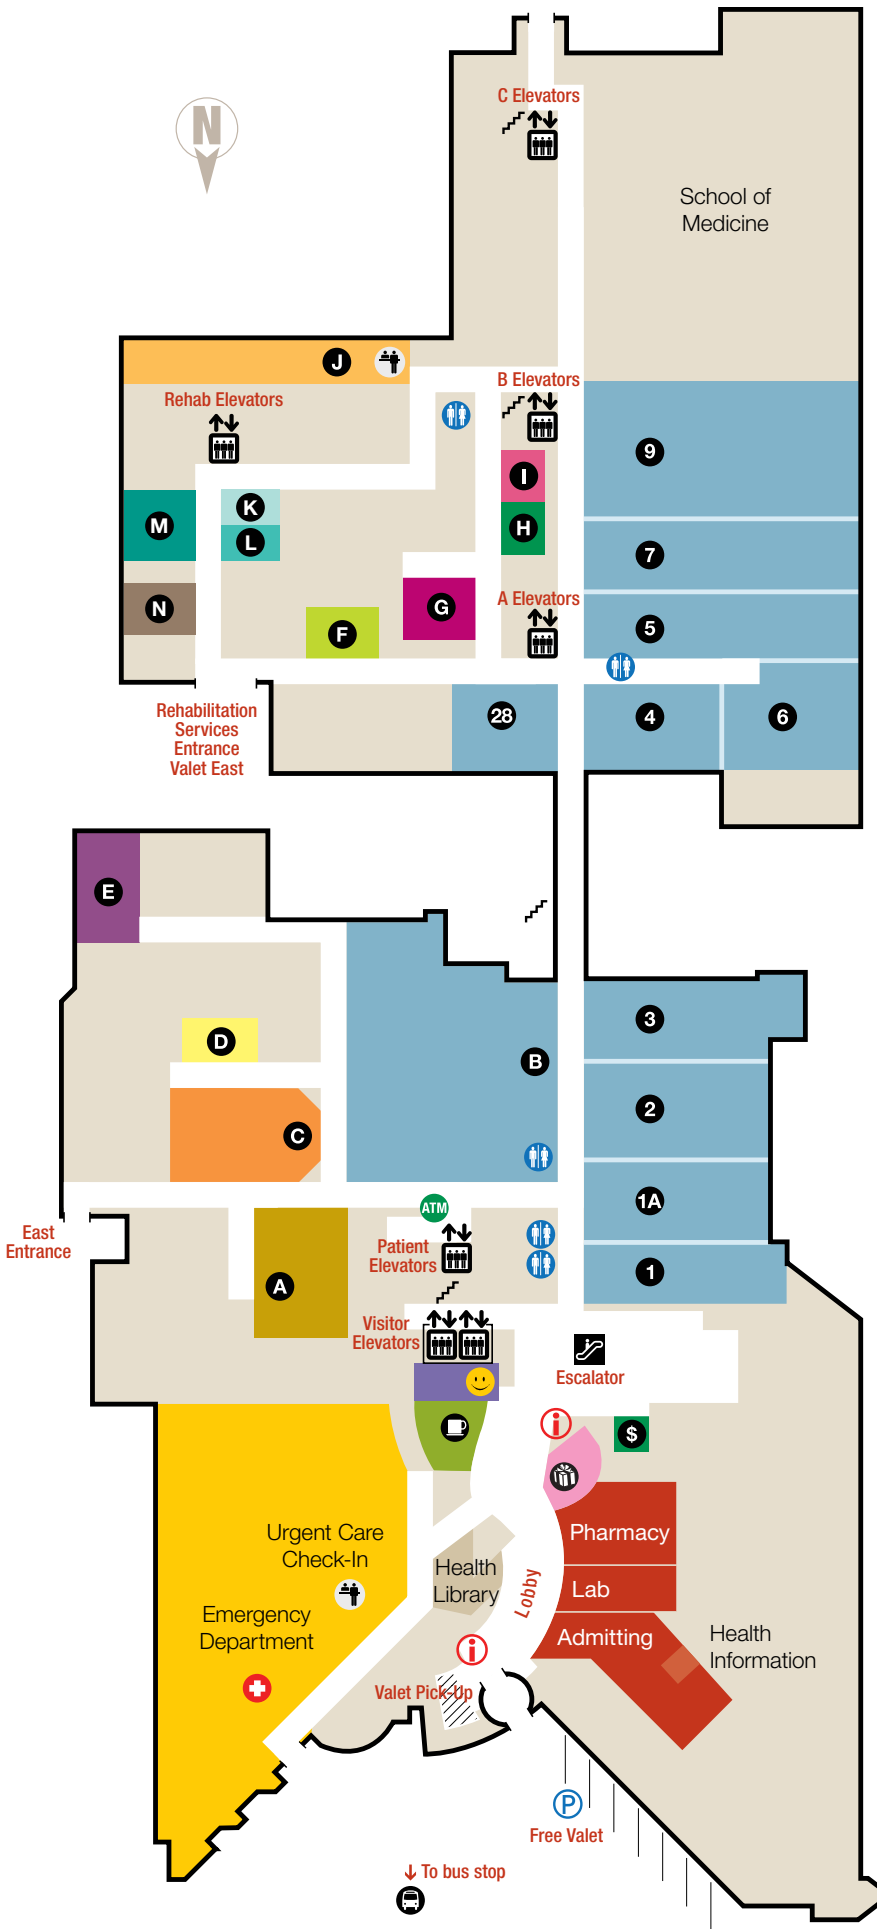 C Elevators
N
School of
Medicine
J
B Elevators
Rehab Elevators
9
I
K
M
H
L
7
A Elevators
N
G
F
5
Rehabilitation
Services
Entrance
Valet East
28
4
6
E
3
D
B
2
C
1A
ATM
East
Entrance
Patient
Elevators
A
1
Visitor
Elevators
Escalator
i
$
Urgent Care
Check-In
Pharmacy
Health
Library
Lobby
Lab
Emergency
Department
Admitting
Health
Information
i
Valet Pick-Up
P
Free Valet
To bus stop